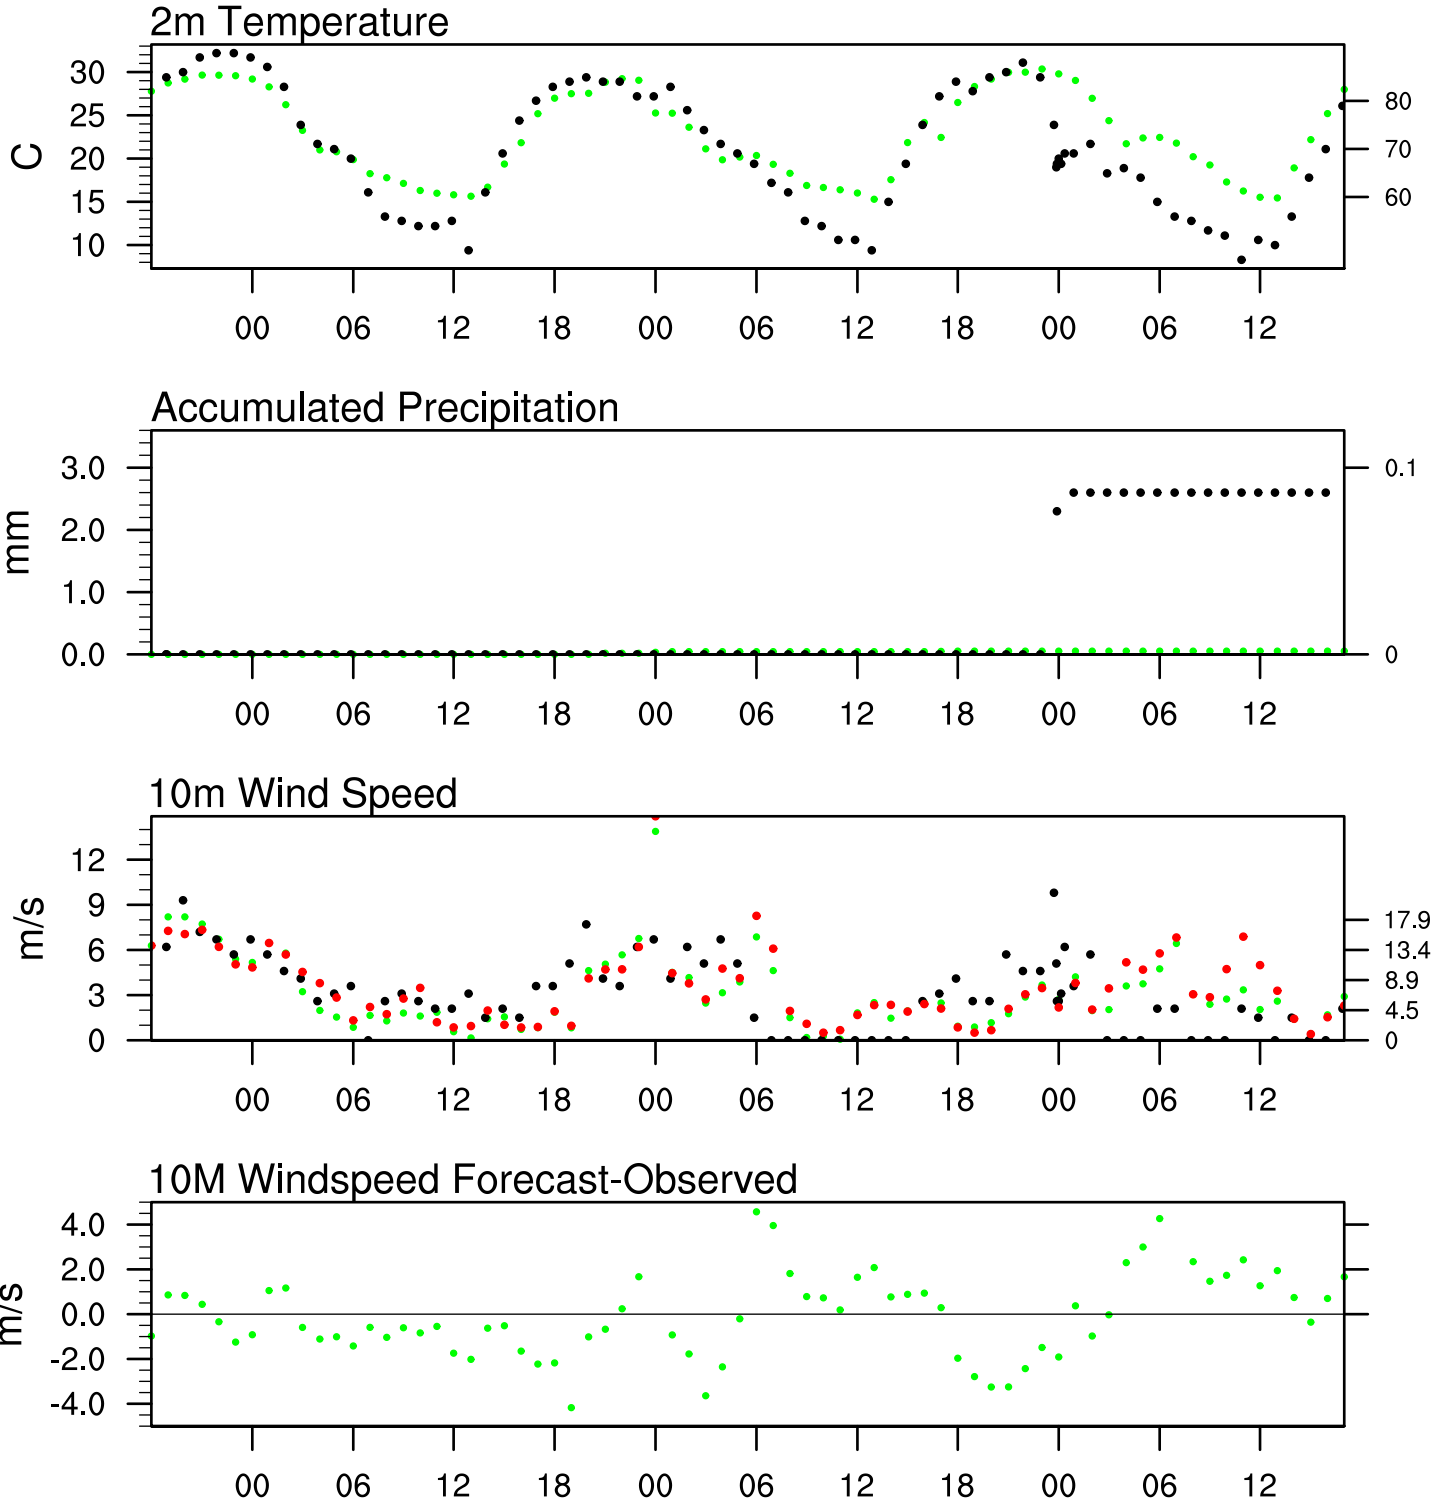 2m Temperature
C
30
25
20
15
10
80
70
60
00 06 12 18 00 06 12 18 00 06 12
Accumulated Precipitation
mm
3.0
2.0
1.0
0.0
0.1
0
00 06 12 18 00 06 12 18 00 06 12
10m Wind Speed
m/s
12
9
6
3
0
17.9
13.4
8.9
4.5
0
00 06 12 18 00 06 12 18 00 06 12
10M Windspeed Forecast-Observed
m/s
4.0
2.0
0.0
-2.0
-4.0
00 06 12 18 00 06 12 18 00 06 12